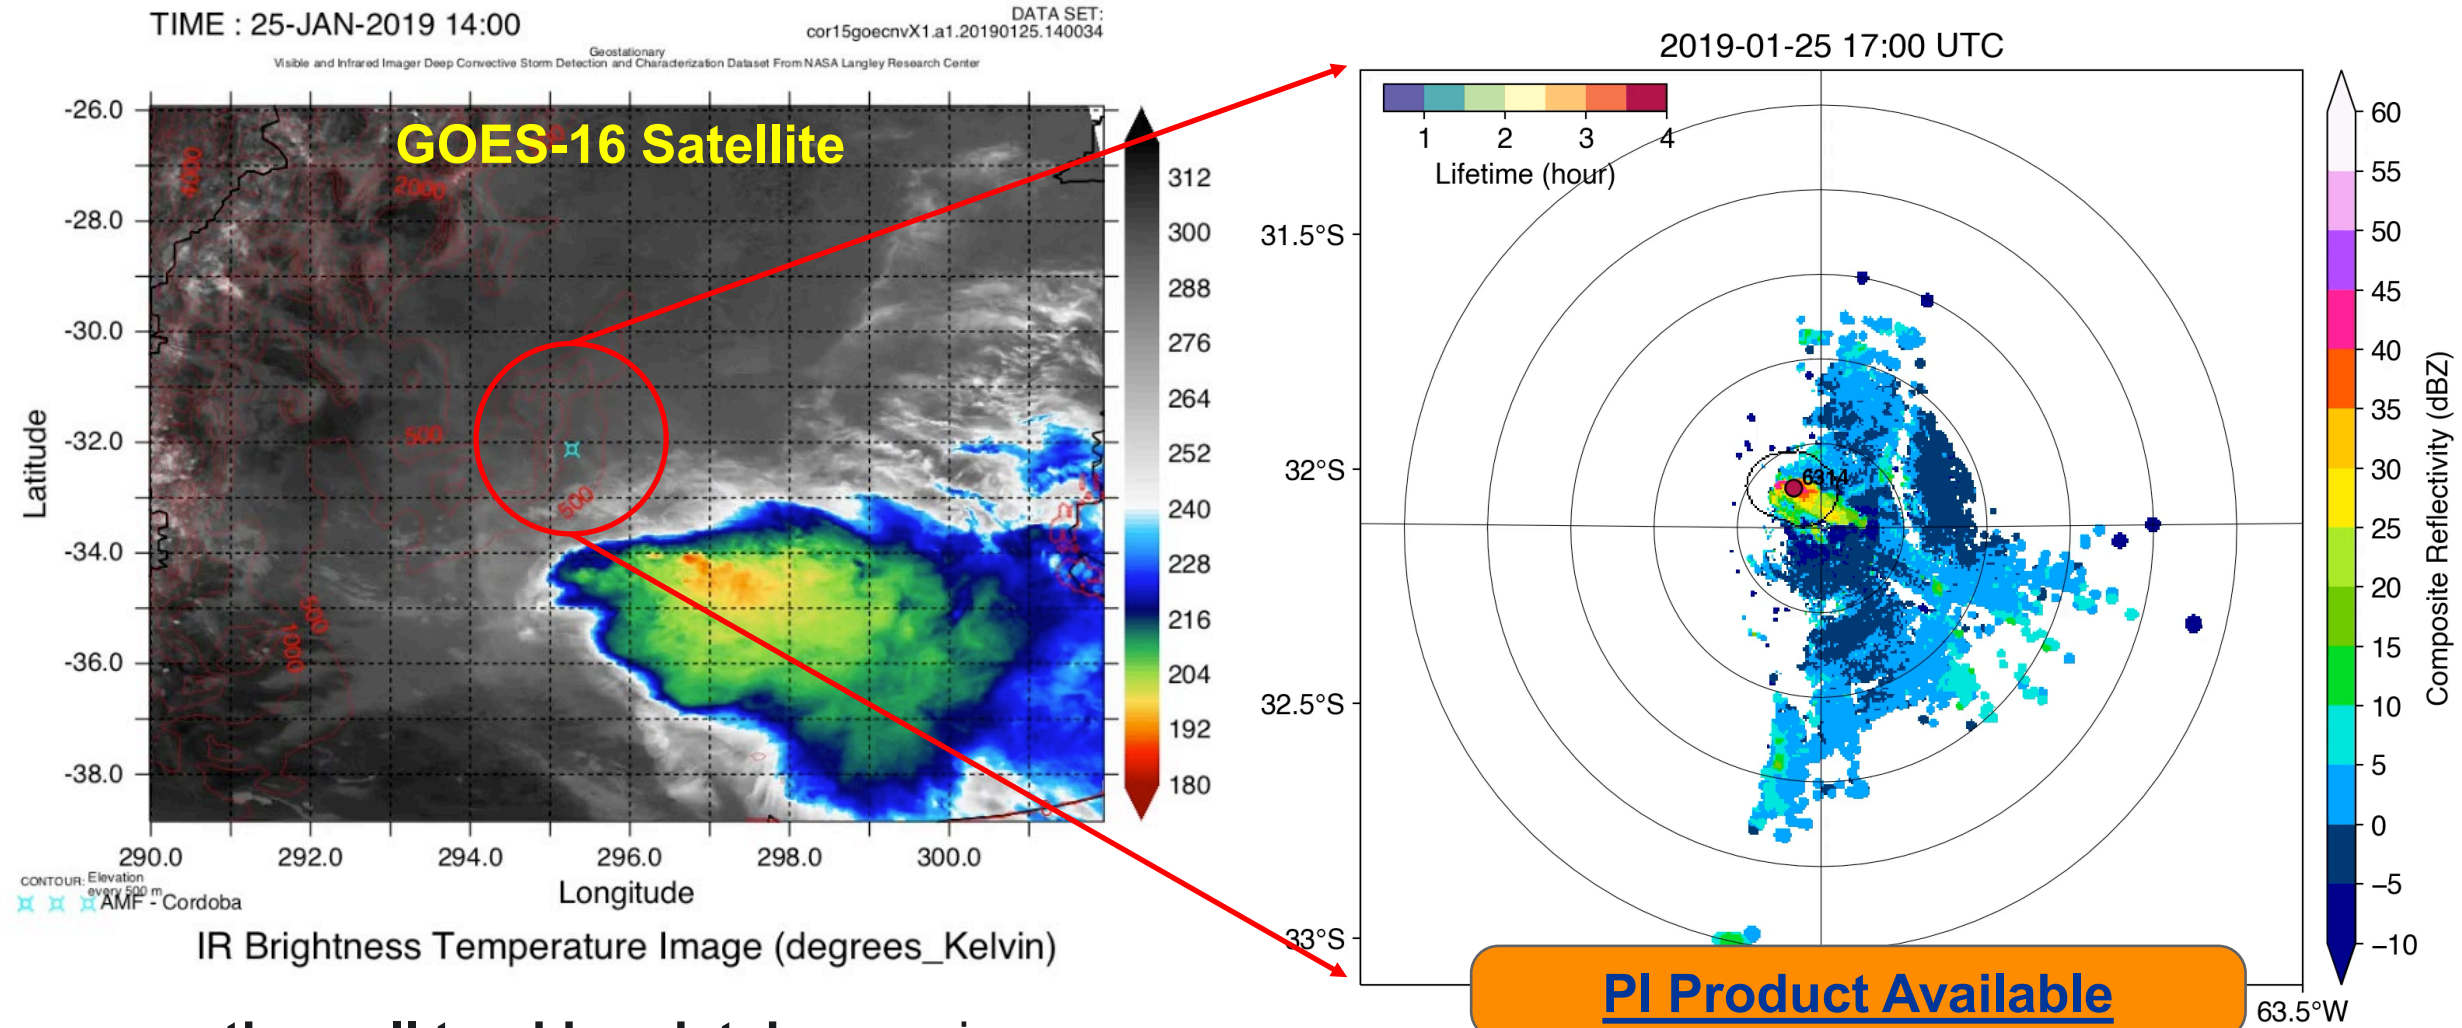 TIME : 25-JAN-2019 14:00
DATA SET:
cor15goecnvX1.a1.20190125.140034
Geostationary
Visible and Infrared Imager Deep Convective Storm Detection and Characterization Dataset From NASA Langley Research Center
GOES-16 Satellite
4000
2000
500
500
500
1000
-26.0
-28.0
-30.0
-32.0
-34.0
-36.0
-38.0
Latitude
290.0 292.0 294.0 296.0 298.0 300.0
Longitude
312
300
288
276
264
252
240
228
216
204
192
180
CONTOUR: Elevation
every 500 m
AMF - Cordoba
IR Brightness Temperature Image (degrees_Kelvin)
2019-01-25 17:00 UTC
1 2 3 4
Lifetime (hour)
31.5°S
32°S
32.5°S
33°S
6314
63.5°W
60
55
50
45
40
35
30
25
20
15
10
5
0
−5
−10
Composite Reflectivity (dBZ)
PI Product Available